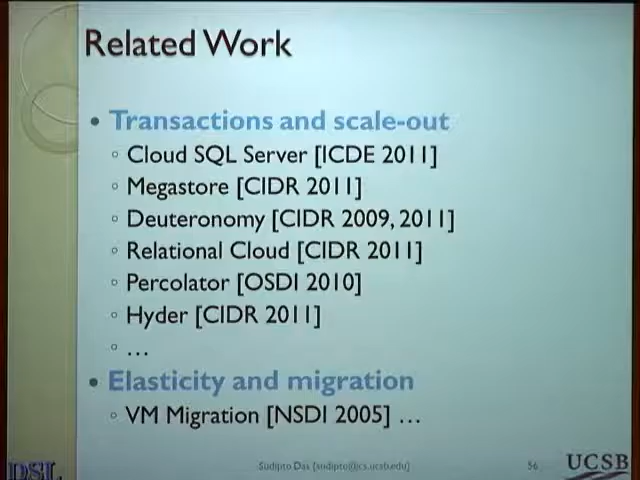 Related Work
• Transactions and scale-out
◦ Cloud SQL Server [ICDE 2011]
◦ Megastore [CIDR 2011]
◦ Deuteronomy [CIDR 2009, 2011]
◦ Relational Cloud [CIDR 2011]
◦ Percolator [OSDI 2010]
◦ Hyder [CIDR 2011]
◦ …
• Elasticity and migration
◦ VM Migration [NSDI 2005] …
DSL
Sudipto Das {sudipto@cs.ucsb.edu}
56
UCSB